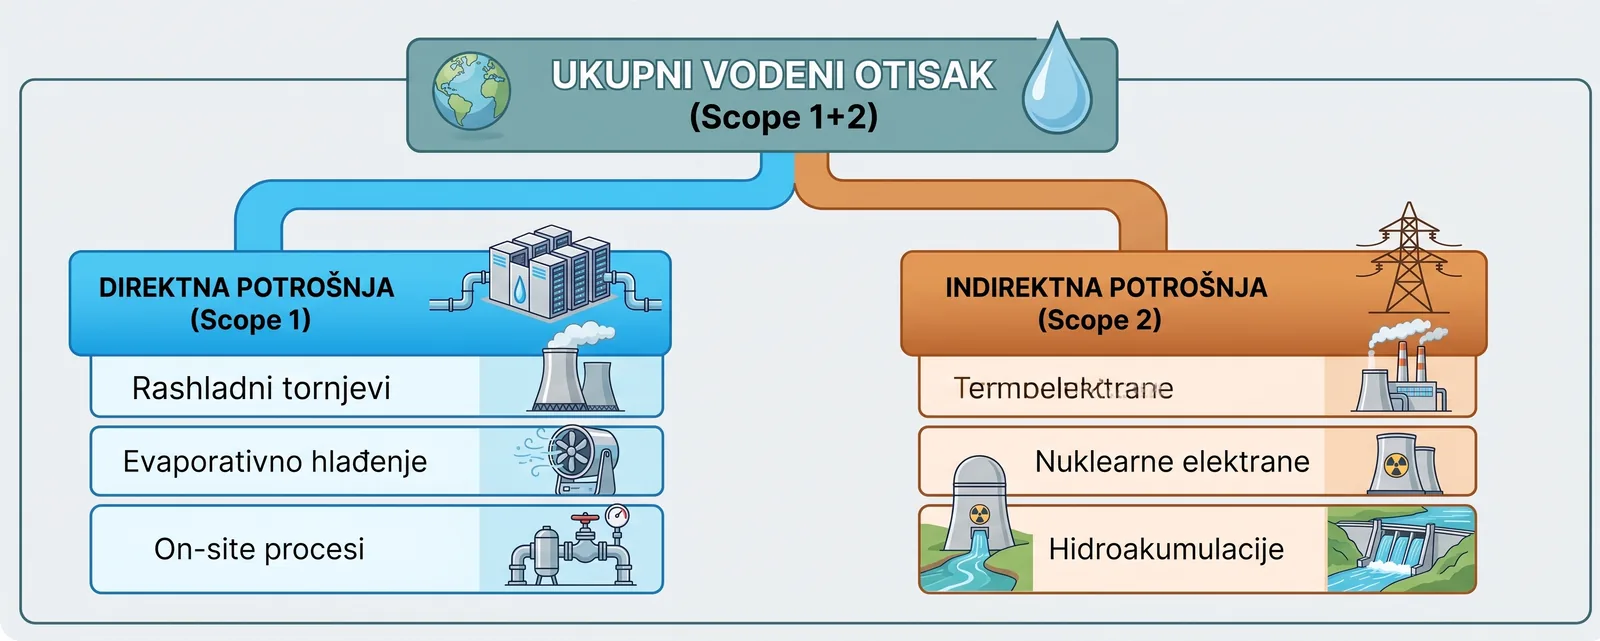 UKUPNI VODENI OTISAK
(Scope 1+2)
DIREKTNA POTROŠNJA
(Scope 1)
Rashladni tornjevi
Evaporativno hlađenje
On-site procesi
INDIREKTNA POTROŠNJA
(Scope 2)
Termoelektrane
Nuklearne elektrane
Hidroakumulacije